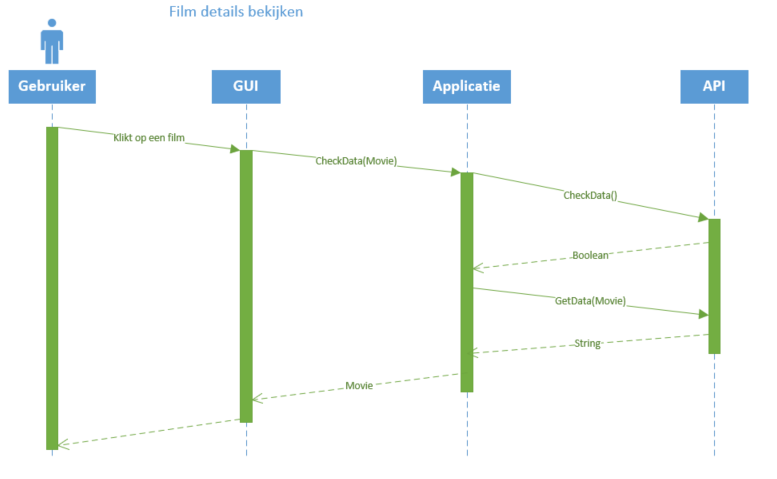 Film details bekijken
Gebruiker
GUI
Applicatie
API
Klikt op een film
CheckData(Movie)
CheckData()
Boolean
GetData(Movie)
String
Movie